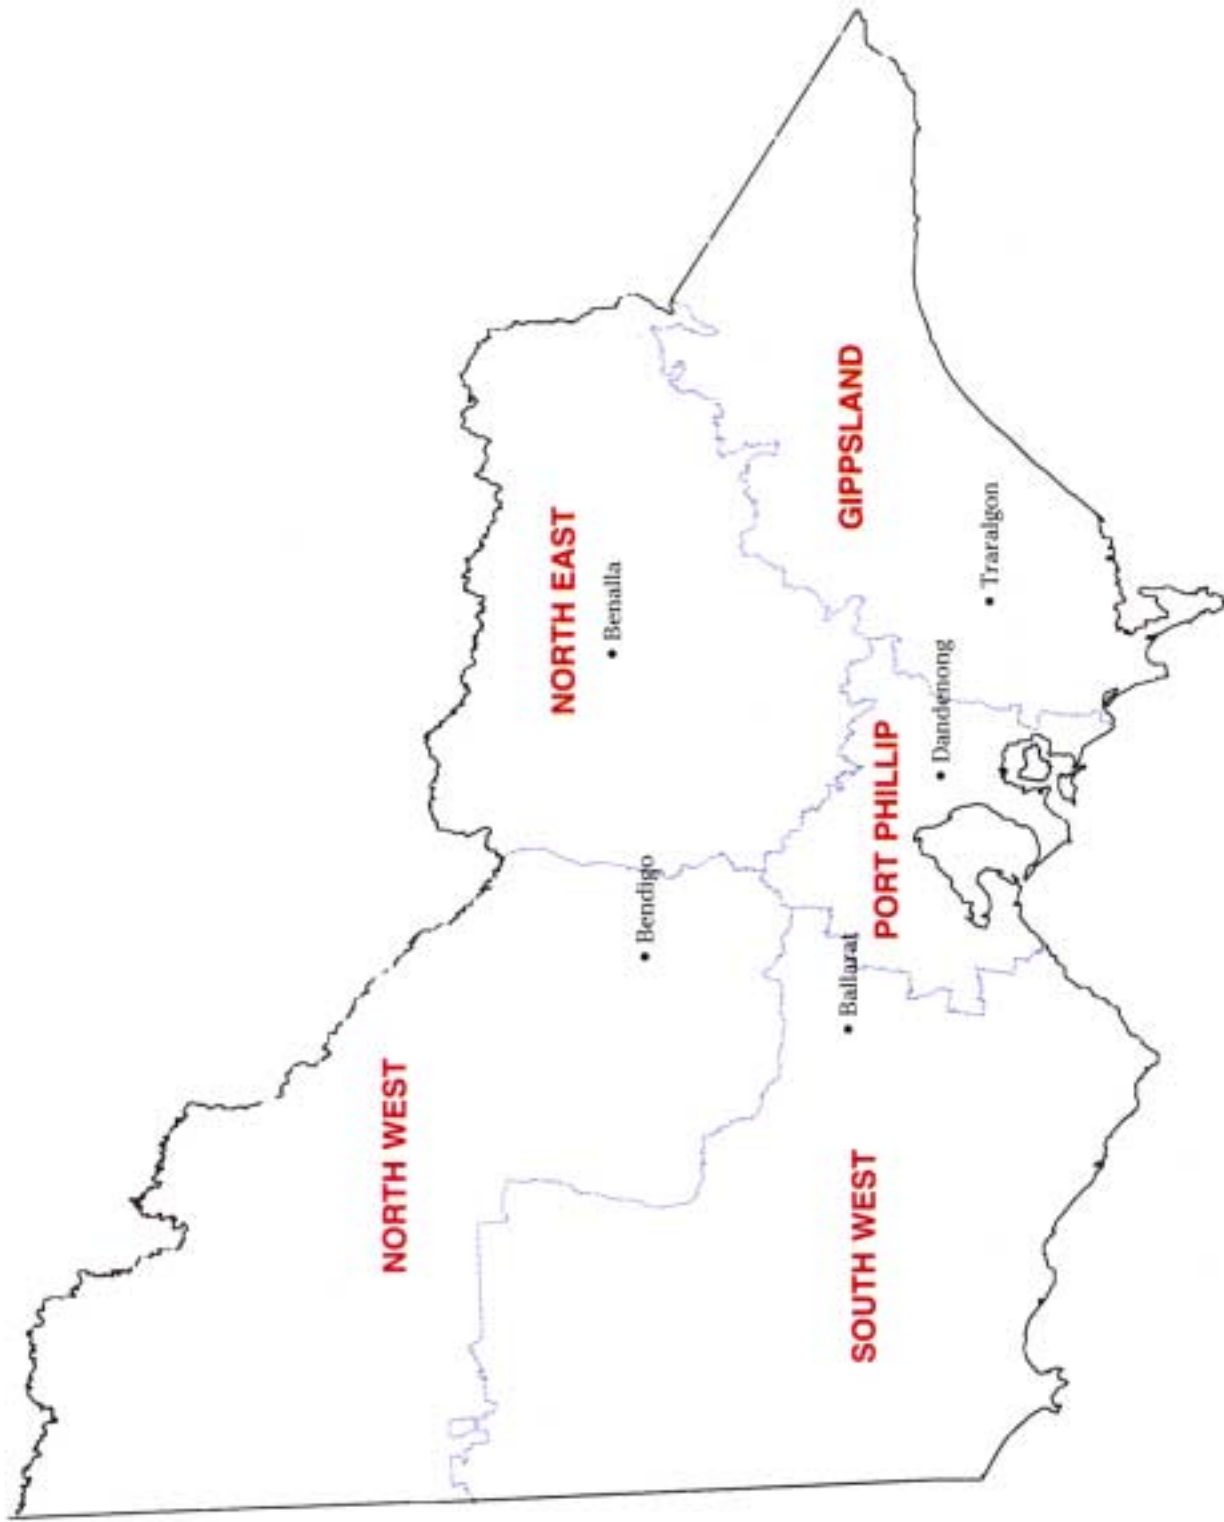 NORTH WEST
NORTH EAST
• Benalla
• Bendigo
SOUTH WEST
• Ballarat
PORT PHILLIP
GIPPSLAND
• Dandenong
• Traralgon